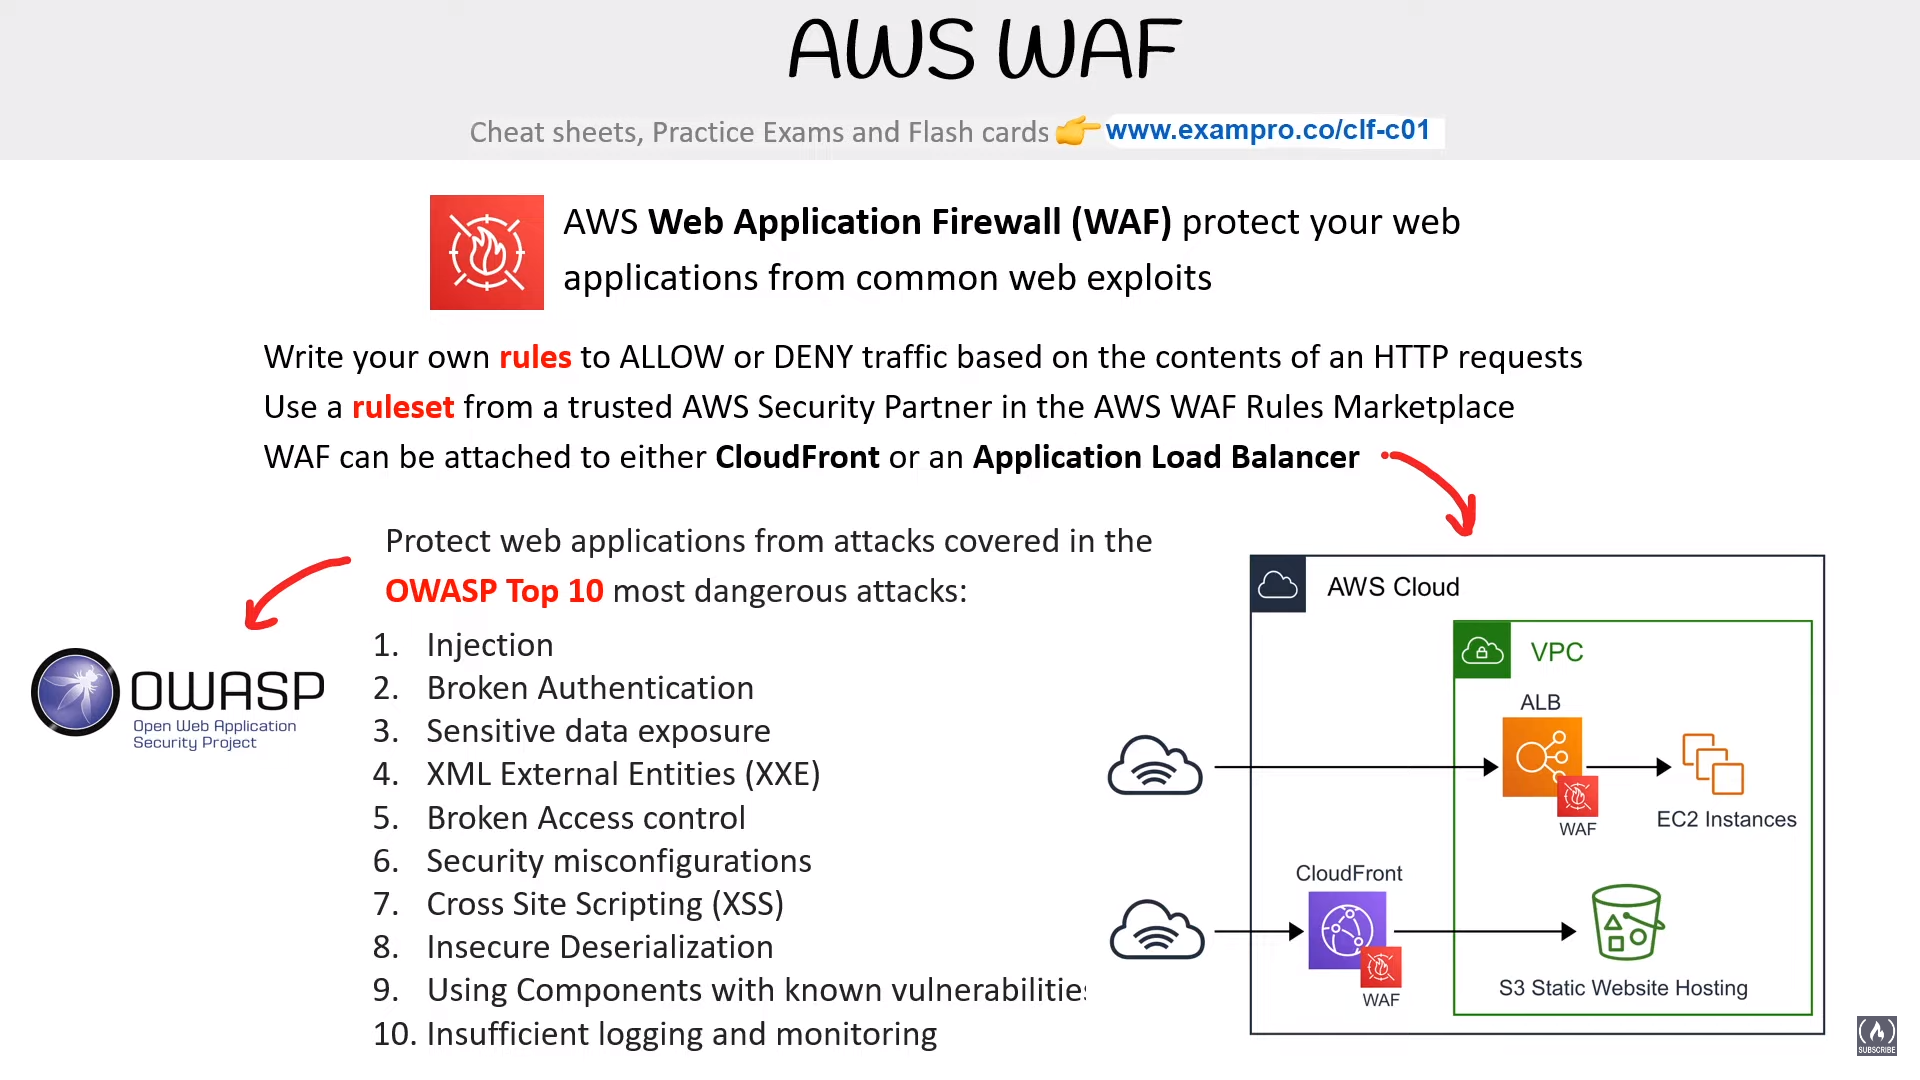 AWS WAF
Cheat sheets, Practice Exams and Flash cards 👉 www.exampro.co/clf-c01
AWS Web Application Firewall (WAF) protect your web
applications from common web exploits
Write your own rules to ALLOW or DENY traffic based on the contents of an HTTP requests
Use a ruleset from a trusted AWS Security Partner in the AWS WAF Rules Marketplace
WAF can be attached to either CloudFront or an Application Load Balancer
Protect web applications from attacks covered in the
OWASP Top 10 most dangerous attacks:
OWASP
Open Web Application
Security Project
1. Injection
2. Broken Authentication
3. Sensitive data exposure
4. XML External Entities (XXE)
5. Broken Access control
6. Security misconfigurations
7. Cross Site Scripting (XSS)
8. Insecure Deserialization
9. Using Components with known vulnerabilities
10. Insufficient logging and monitoring
AWS Cloud
VPC
ALB
WAF
EC2 Instances
CloudFront
WAF
S3 Static Website Hosting
SUBSCRIBE